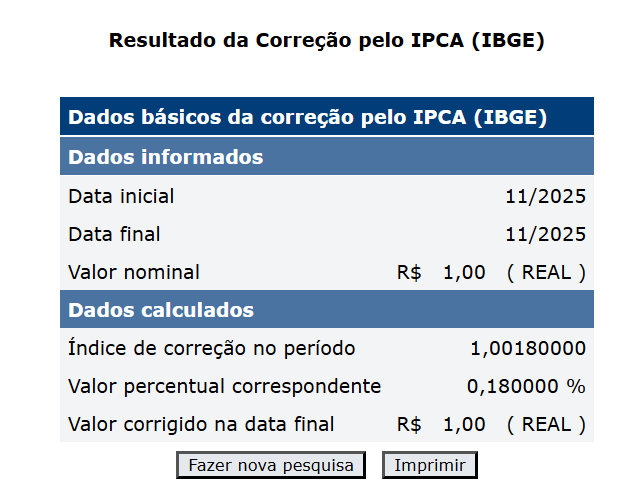 Resultado da Correção pelo IPCA (IBGE)
Dados básicos da correção pelo IPCA (IBGE)
Dados informados
Data inicial 11/2025
Data final 11/2025
Valor nominal R$ 1,00 ( REAL )
Dados calculados
Índice de correção no período 1,00180000
Valor percentual correspondente 0,180000 %
Valor corrigido na data final R$ 1,00 ( REAL )
Fazer nova pesquisa Imprimir